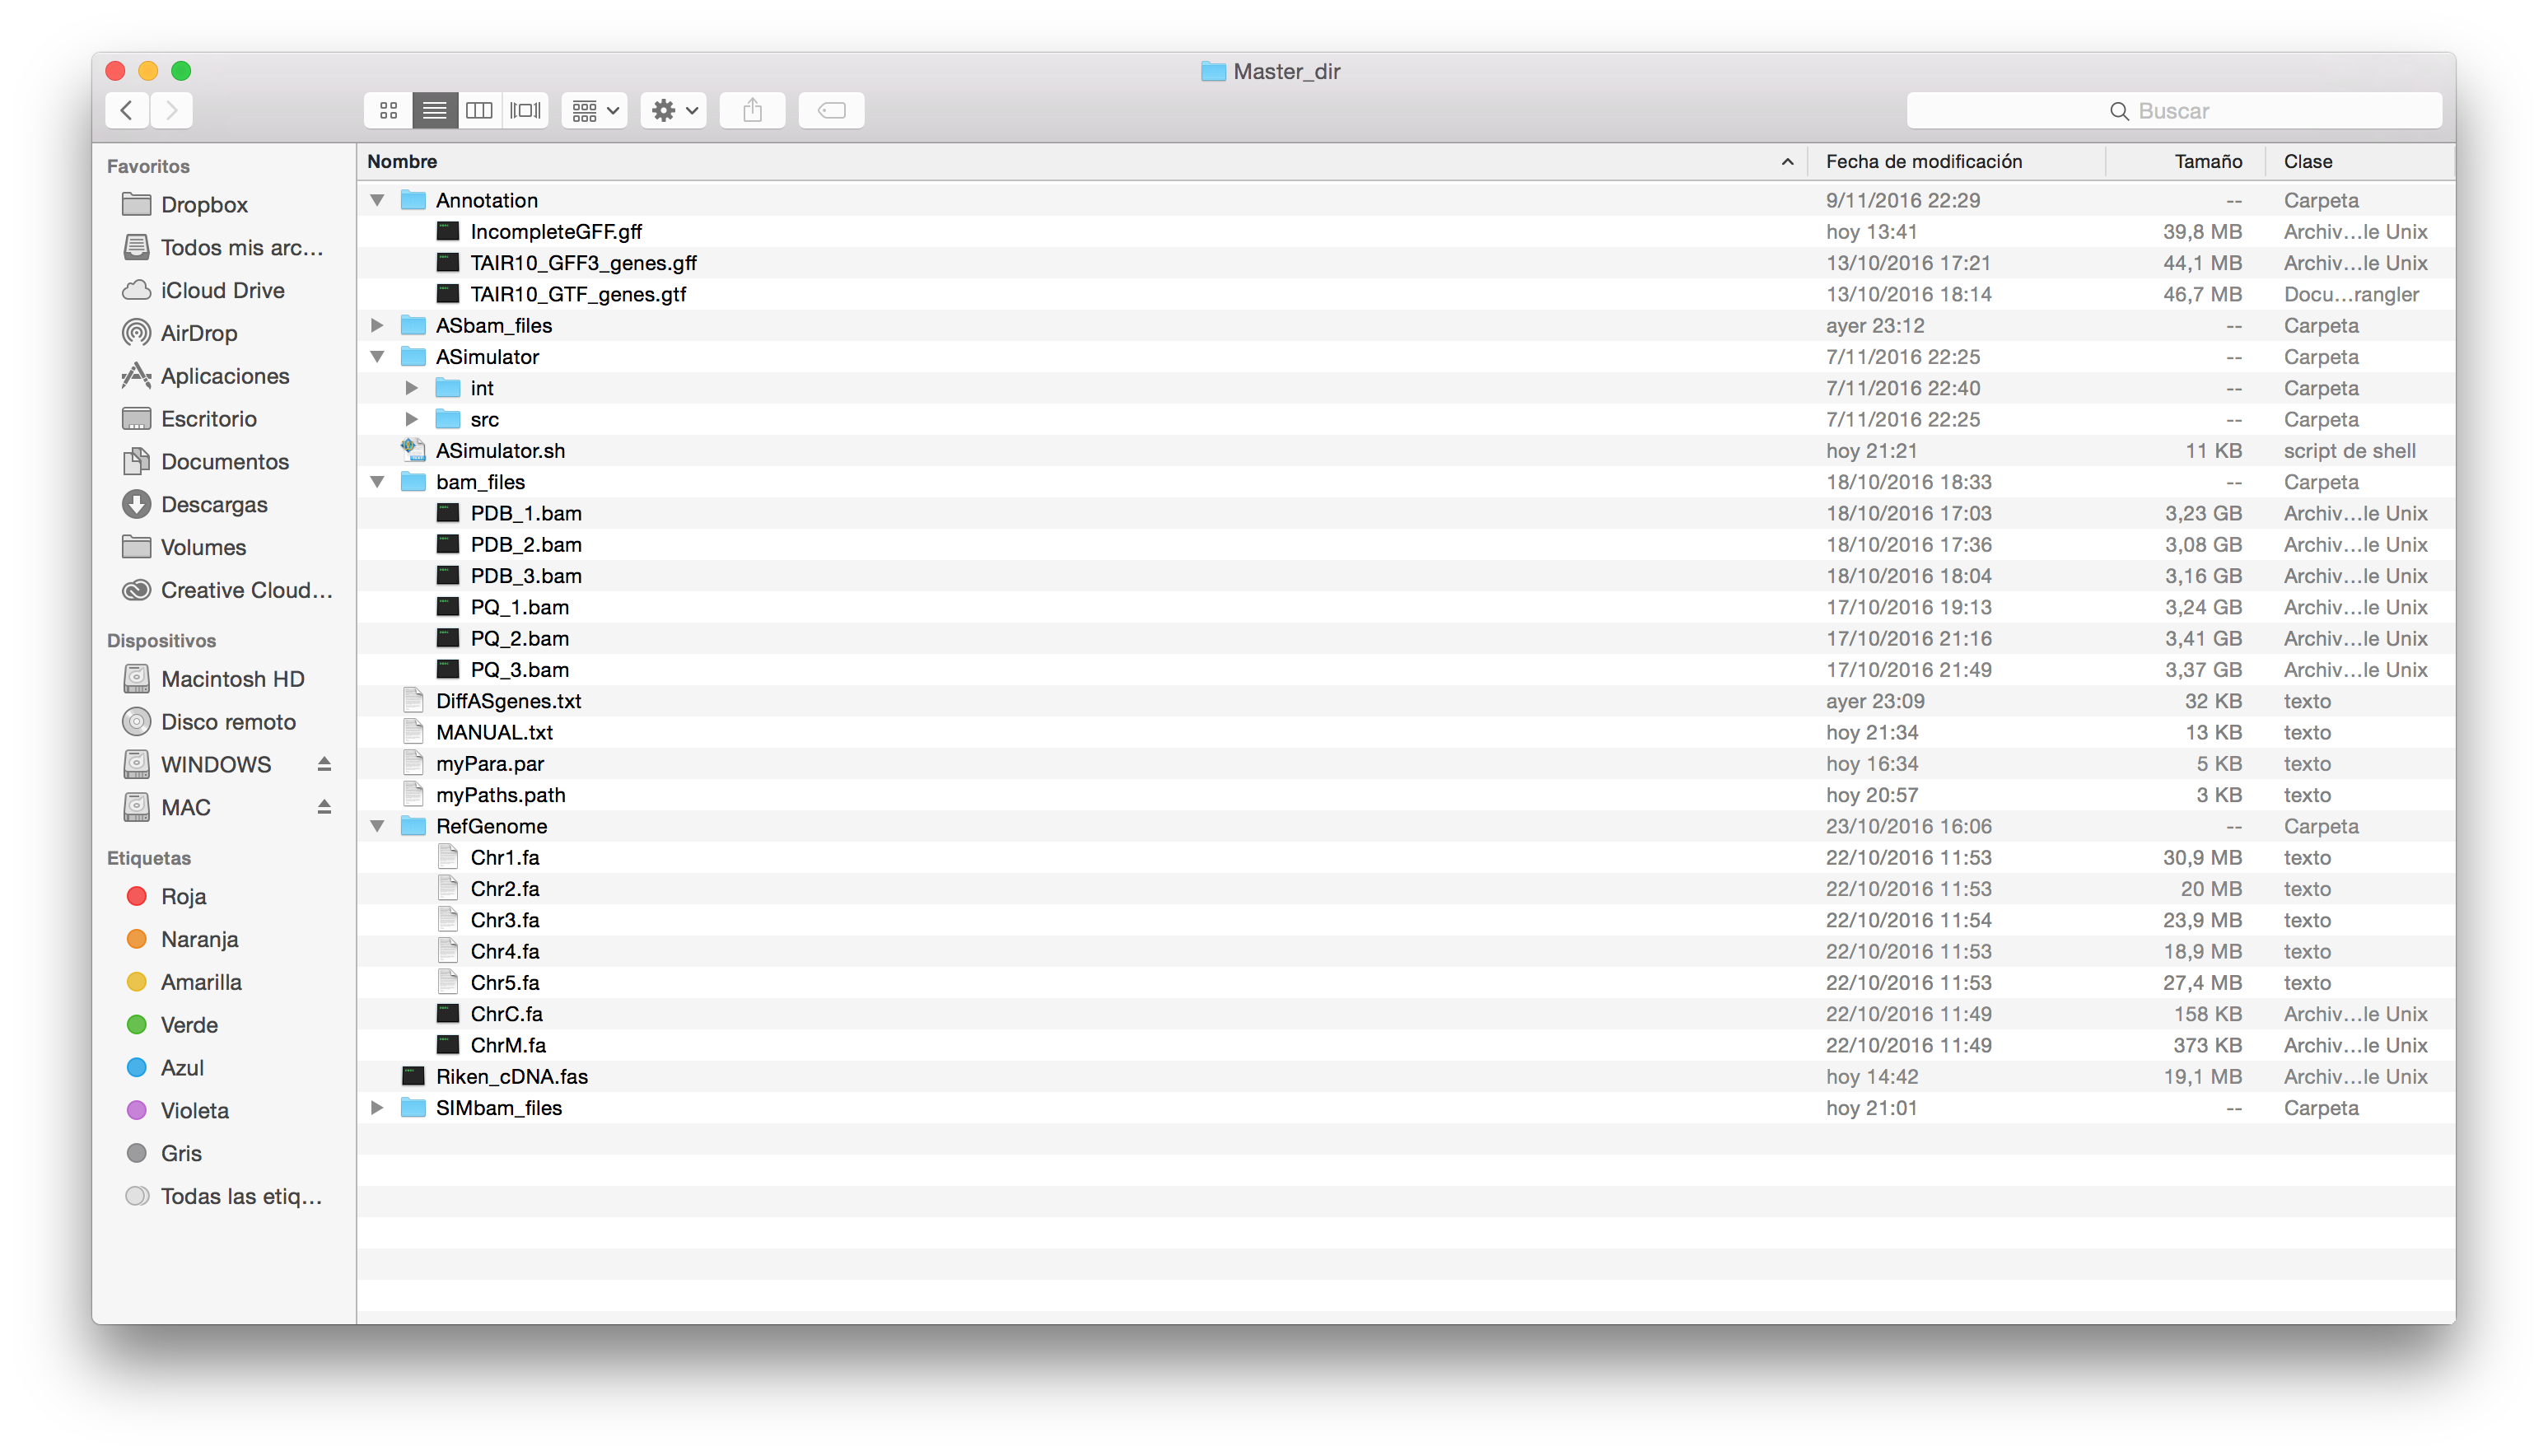 Master_dir
Buscar
Favoritos
Dropbox
Todos mis arc...
iCloud Drive
AirDrop
Aplicaciones
Escritorio
Documentos
Descargas
Volumes
Creative Cloud...
Dispositivos
Macintosh HD
Disco remoto
WINDOWS
MAC
Etiquetas
Roja
Naranja
Amarilla
Verde
Azul
Violeta
Gris
Todas las etiq...
Nombre Fecha de modificación Tamaño Clase
Annotation 9/11/2016 22:29 -- Carpeta
IncompleteGFF.gff hoy 13:41 39,8 MB Archiv...le Unix
TAIR10_GFF3_genes.gff 13/10/2016 17:21 44,1 MB Archiv...le Unix
TAIR10_GTF_genes.gtf 13/10/2016 18:14 46,7 MB Docu...rangler
ASbam_files ayer 23:12 -- Carpeta
ASimulator 7/11/2016 22:25 -- Carpeta
int 7/11/2016 22:40 -- Carpeta
src 7/11/2016 22:25 -- Carpeta
ASimulator.sh hoy 21:21 11 KB script de shell
bam_files 18/10/2016 18:33 -- Carpeta
PDB_1.bam 18/10/2016 17:03 3,23 GB Archiv...le Unix
PDB_2.bam 18/10/2016 17:36 3,08 GB Archiv...le Unix
PDB_3.bam 18/10/2016 18:04 3,16 GB Archiv...le Unix
PQ_1.bam 17/10/2016 19:13 3,24 GB Archiv...le Unix
PQ_2.bam 17/10/2016 21:16 3,41 GB Archiv...le Unix
PQ_3.bam 17/10/2016 21:49 3,37 GB Archiv...le Unix
DiffASgenes.txt ayer 23:09 32 KB texto
MANUAL.txt hoy 21:34 13 KB texto
myPara.par hoy 16:34 5 KB texto
myPaths.path hoy 20:57 3 KB texto
RefGenome 23/10/2016 16:06 -- Carpeta
Chr1.fa 22/10/2016 11:53 30,9 MB texto
Chr2.fa 22/10/2016 11:53 20 MB texto
Chr3.fa 22/10/2016 11:54 23,9 MB texto
Chr4.fa 22/10/2016 11:53 18,9 MB texto
Chr5.fa 22/10/2016 11:53 27,4 MB texto
ChrC.fa 22/10/2016 11:49 158 KB Archiv...le Unix
ChrM.fa 22/10/2016 11:49 373 KB Archiv...le Unix
Riken_cDNA.fas hoy 14:42 19,1 MB Archiv...le Unix
SIMbam_files hoy 21:01 -- Carpeta